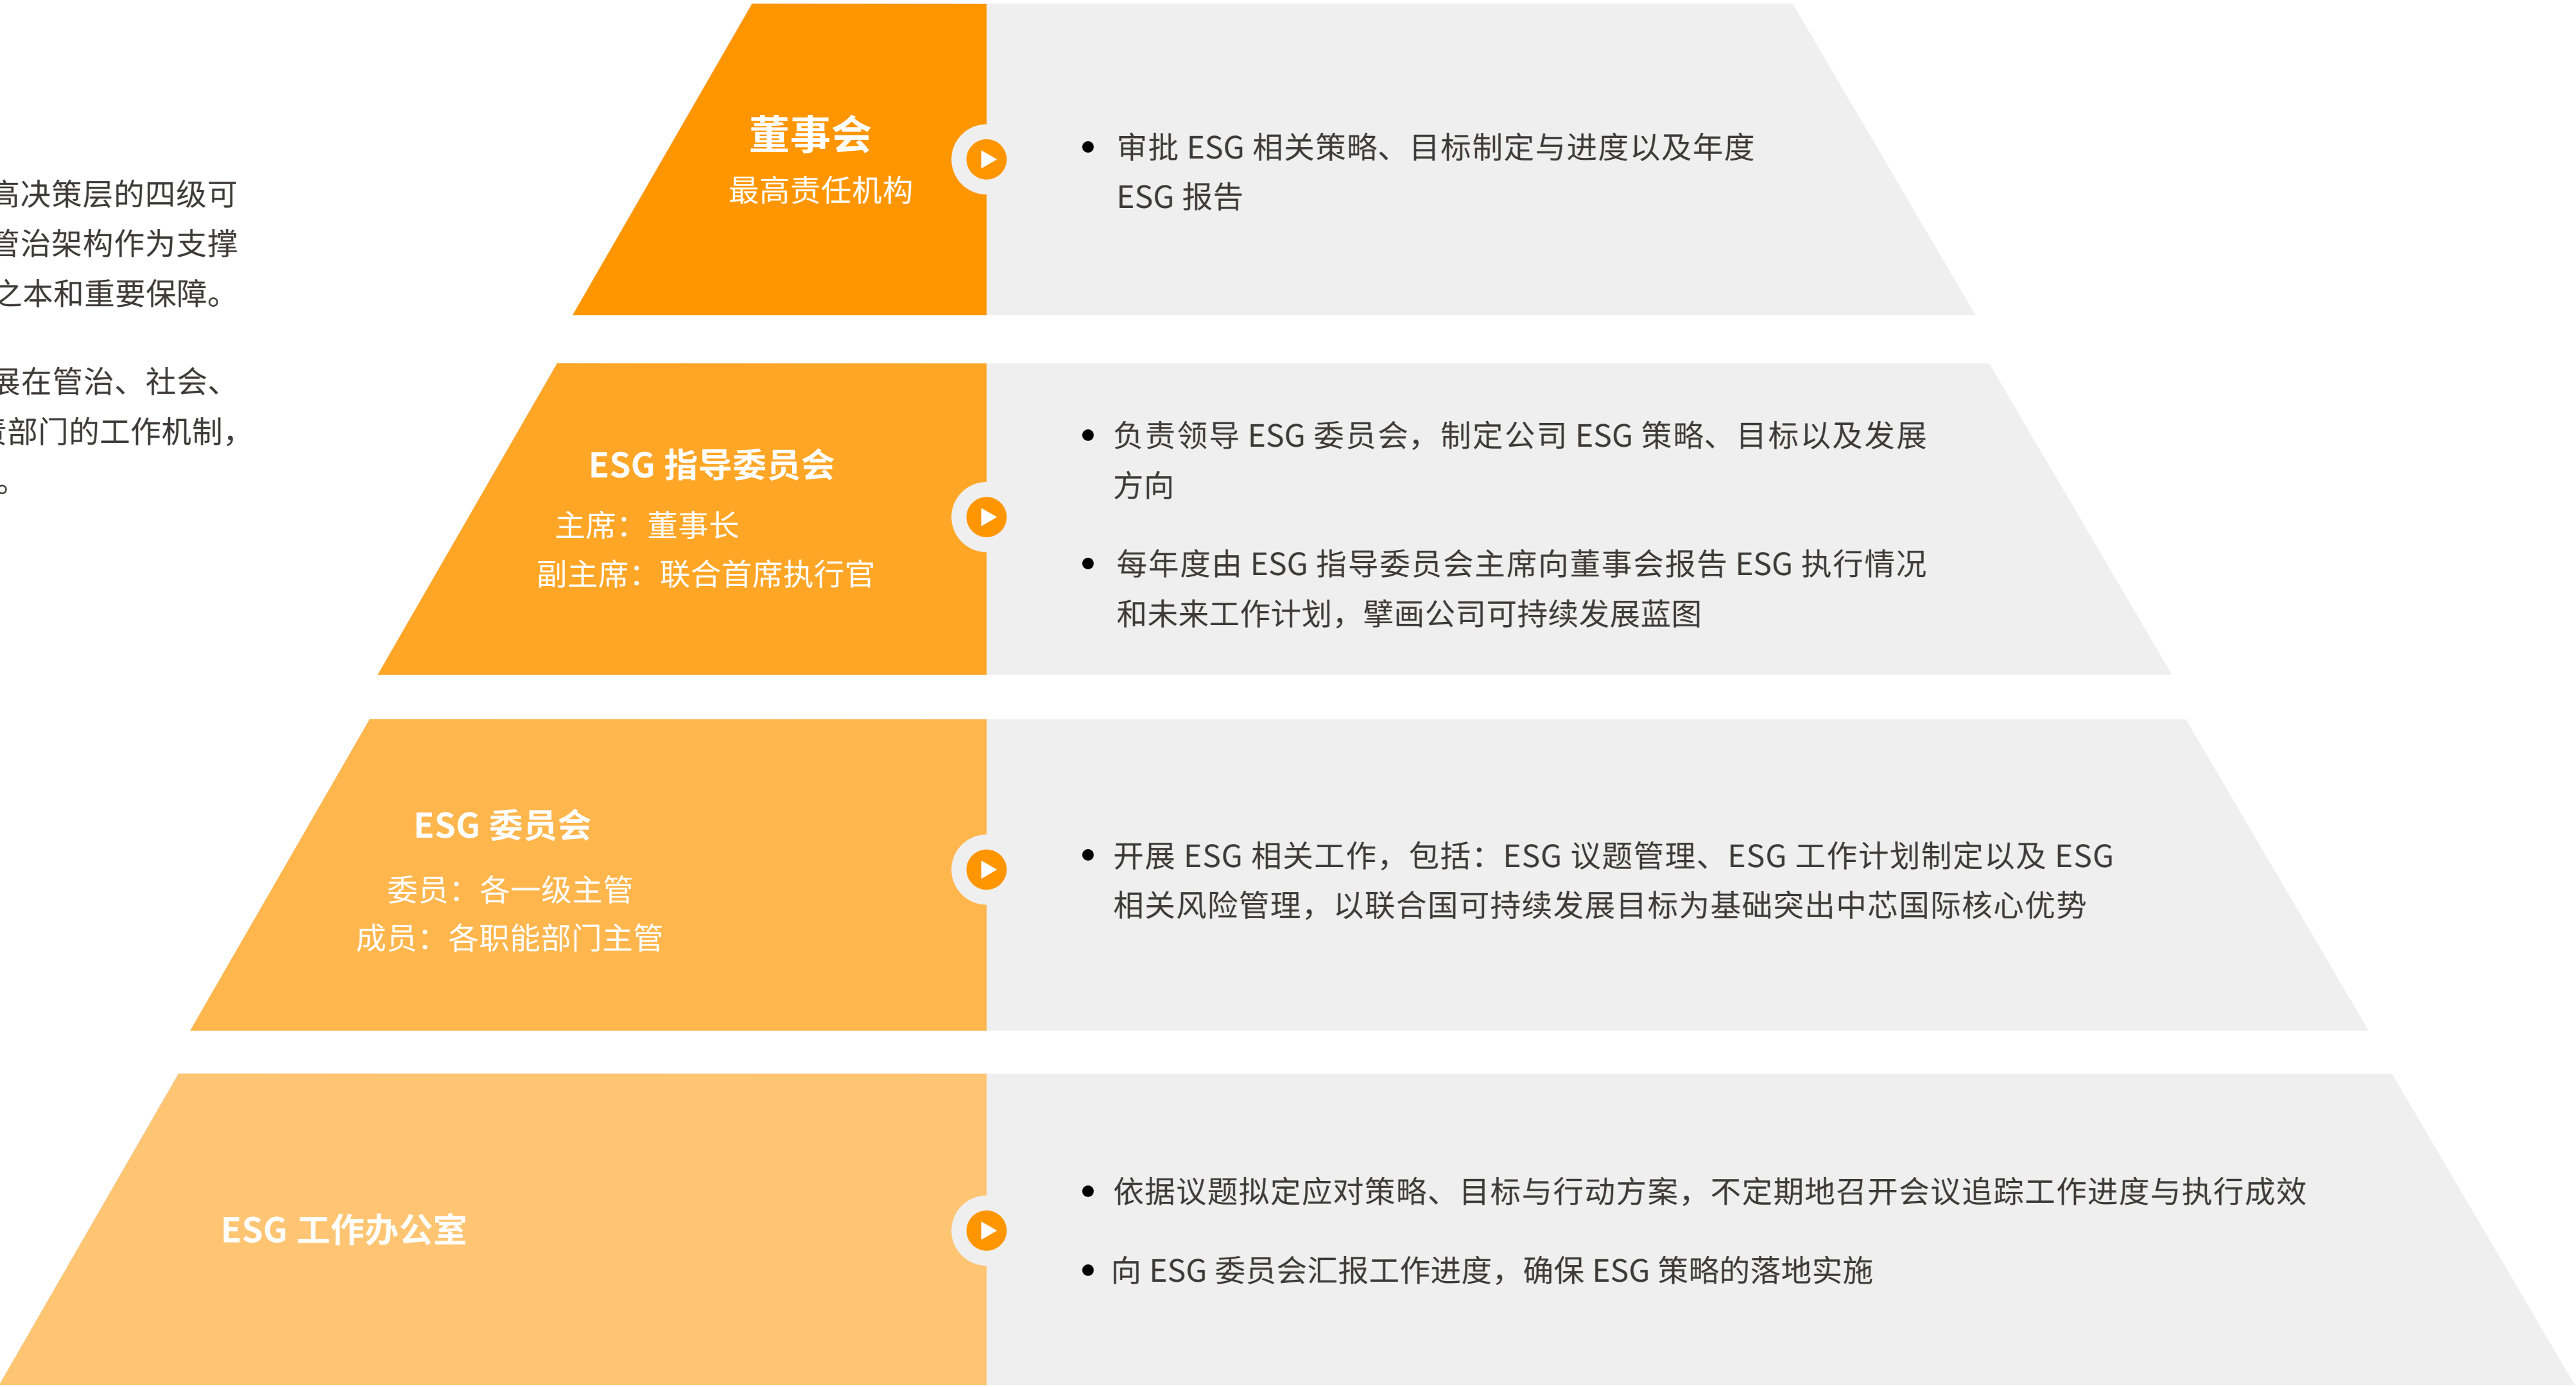 高决策层的四级可
管治架构作为支撑
之本和重要保障。
展在管治、社会、
责部门的工作机制，
。
董事会
最高责任机构
• 审批 ESG 相关策略、目标制定与进度以及年度
ESG 报告
ESG 指导委员会
主席：董事长
副主席：联合首席执行官
• 负责领导 ESG 委员会，制定公司 ESG 策略、目标以及发展
方向
• 每年度由 ESG 指导委员会主席向董事会报告 ESG 执行情况
和未来工作计划，擘画公司可持续发展蓝图
ESG 委员会
委员：各一级主管
成员：各职能部门主管
• 开展 ESG 相关工作，包括：ESG 议题管理、ESG 工作计划制定以及 ESG
相关风险管理，以联合国可持续发展目标为基础突出中芯国际核心优势
ESG 工作办公室
• 依据议题拟定应对策略、目标与行动方案，不定期地召开会议追踪工作进度与执行成效
• 向 ESG 委员会汇报工作进度，确保 ESG 策略的落地实施